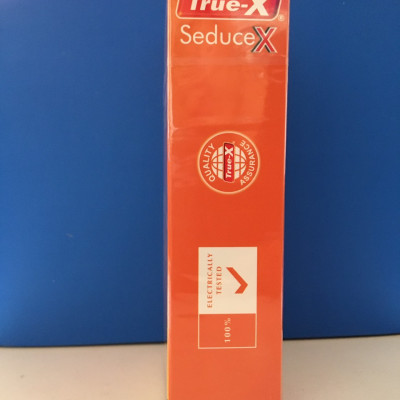 True-X
SeduceX
QUALITY
True-X
ASSURANCE
ELECTRICALLY
TESTED
100%